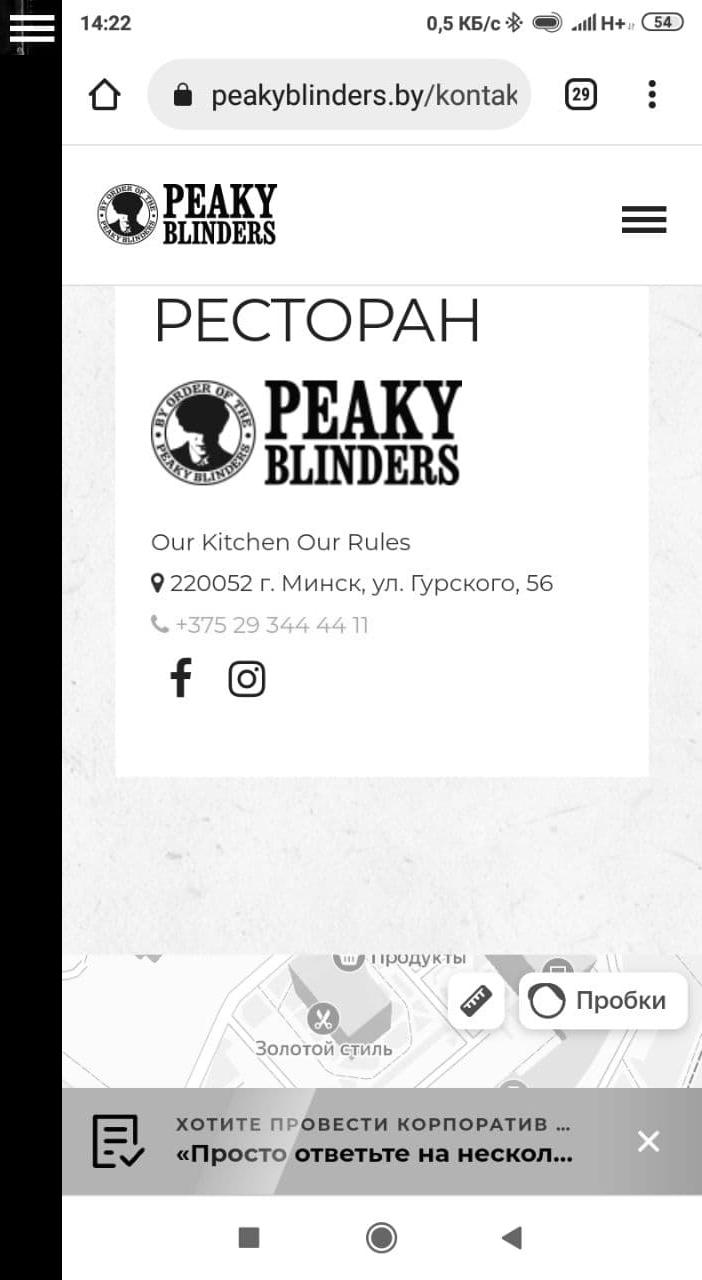 14:22 0,5 КБ/с H+ 54
peakyblinders.by/kontak 29
BY ORDER OF THE PEAKY BLINDERS
PEAKY
BLINDERS
РЕСТОРАН
BY ORDER OF THE PEAKY BLINDERS
PEAKY
BLINDERS
Our Kitchen Our Rules
220052 г. Минск, ул. Гурского, 56
+375 29 344 44 11
Продукты
Пробки
Золотой стиль
ХОТИТЕ ПРОВЕСТИ КОРПОРАТИВ ...
«Просто ответьте на нескол...